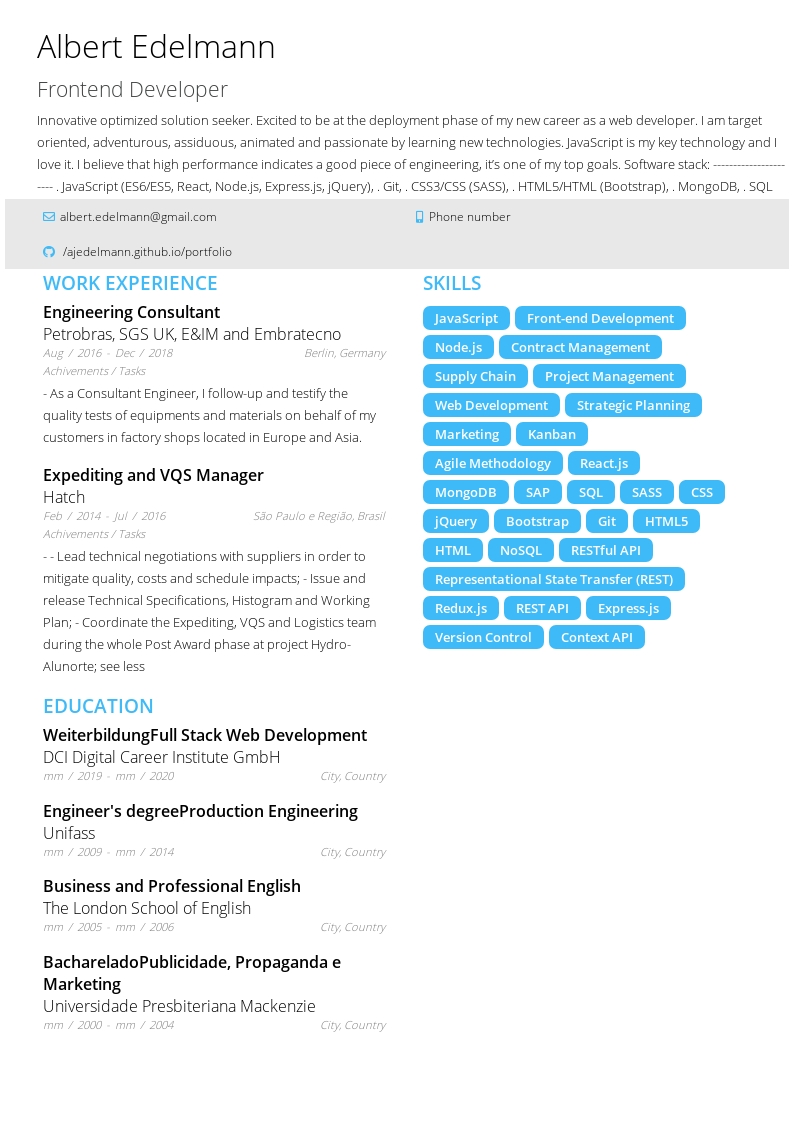 Albert Edelmann
Frontend Developer
Innovative optimized solution seeker. Excited to be at the deployment phase of my new career as a web developer. I am target
oriented, adventurous, assiduous, animated and passionate by learning new technologies. JavaScript is my key technology and I
love it. I believe that high performance indicates a good piece of engineering, it’s one of my top goals. Software stack: -------------------
---- . JavaScript (ES6/ES5, React, Node.js, Express.js, jQuery), . Git, . CSS3/CSS (SASS), . HTML5/HTML (Bootstrap), . MongoDB, . SQL
albert.edelmann@gmail.com
Phone number
/ajedelmann.github.io/portfolio
WORK EXPERIENCE
Engineering Consultant
Petrobras, SGS UK, E&IM and Embratecno
Aug / 2016 - Dec / 2018 Berlin, Germany
Achivements / Tasks
- As a Consultant Engineer, I follow-up and testify the
quality tests of equipments and materials on behalf of my
customers in factory shops located in Europe and Asia.
Expediting and VQS Manager
Hatch
Feb / 2014 - Jul / 2016 São Paulo e Região, Brasil
Achivements / Tasks
- - Lead technical negotiations with suppliers in order to
mitigate quality, costs and schedule impacts; - Issue and
release Technical Specifications, Histogram and Working
Plan; - Coordinate the Expediting, VQS and Logistics team
during the whole Post Award phase at project Hydro-
Alunorte; see less
EDUCATION
WeiterbildungFull Stack Web Development
DCI Digital Career Institute GmbH
mm / 2019 - mm / 2020 City, Country
Engineer's degreeProduction Engineering
Unifass
mm / 2009 - mm / 2014 City, Country
Business and Professional English
The London School of English
mm / 2005 - mm / 2006 City, Country
BachareladoPublicidade, Propaganda e
Marketing
Universidade Presbiteriana Mackenzie
mm / 2000 - mm / 2004 City, Country
SKILLS
JavaScript Front-end Development
Node.js Contract Management
Supply Chain Project Management
Web Development Strategic Planning
Marketing Kanban
Agile Methodology React.js
MongoDB SAP SQL SASS CSS
jQuery Bootstrap Git HTML5
HTML NoSQL RESTful API
Representational State Transfer (REST)
Redux.js REST API Express.js
Version Control Context API